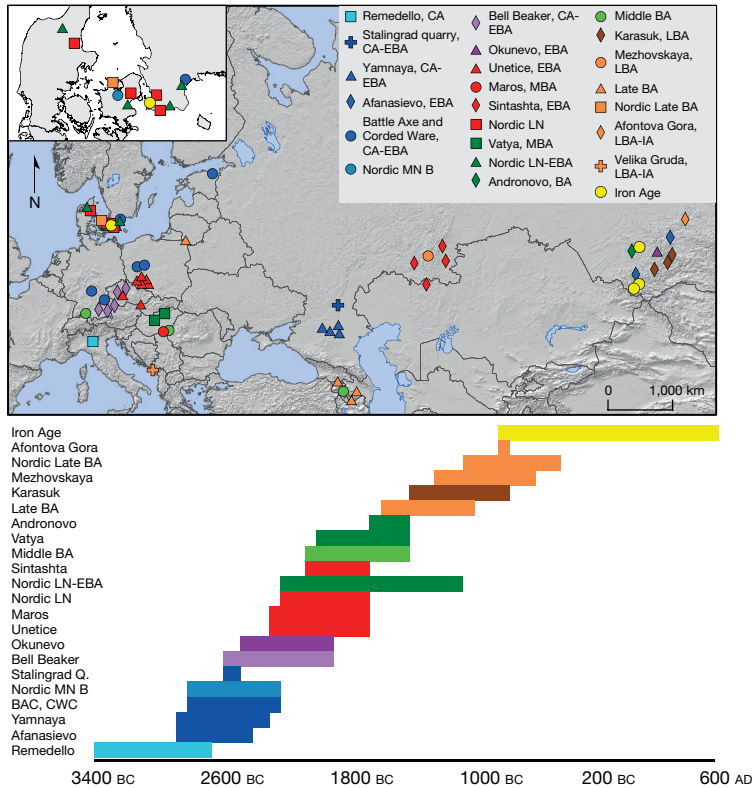 Remedello, CA
Stalingrad quarry,
CA-EBA
Yamnaya, CA-
EBA
Afanasievo, EBA
Battle Axe and
Corded Ware,
CA-EBA
Nordic MN B
Bell Beaker, CA-
EBA
Okunevo, EBA
Unetice, EBA
Maros, MBA
Sintashta, EBA
Nordic LN
Vatya, MBA
Nordic LN-EBA
Andronovo, BA
Middle BA
Karasuk, LBA
Mezhovskaya,
LBA
Late BA
Nordic Late BA
Afontova Gora,
LBA-IA
Velika Gruda,
LBA-IA
Iron Age
N
0 1,000 km
Iron Age
Afontova Gora
Nordic Late BA
Mezhovskaya
Karasuk
Late BA
Andronovo
Vatya
Middle BA
Sintashta
Nordic LN-EBA
Nordic LN
Maros
Unetice
Okunevo
Bell Beaker
Stalingrad Q.
Nordic MN B
BAC, CWC
Yamnaya
Afanasievo
Remedello
3400 BC 2600 BC 1800 BC 1000 BC 200 BC 600 AD